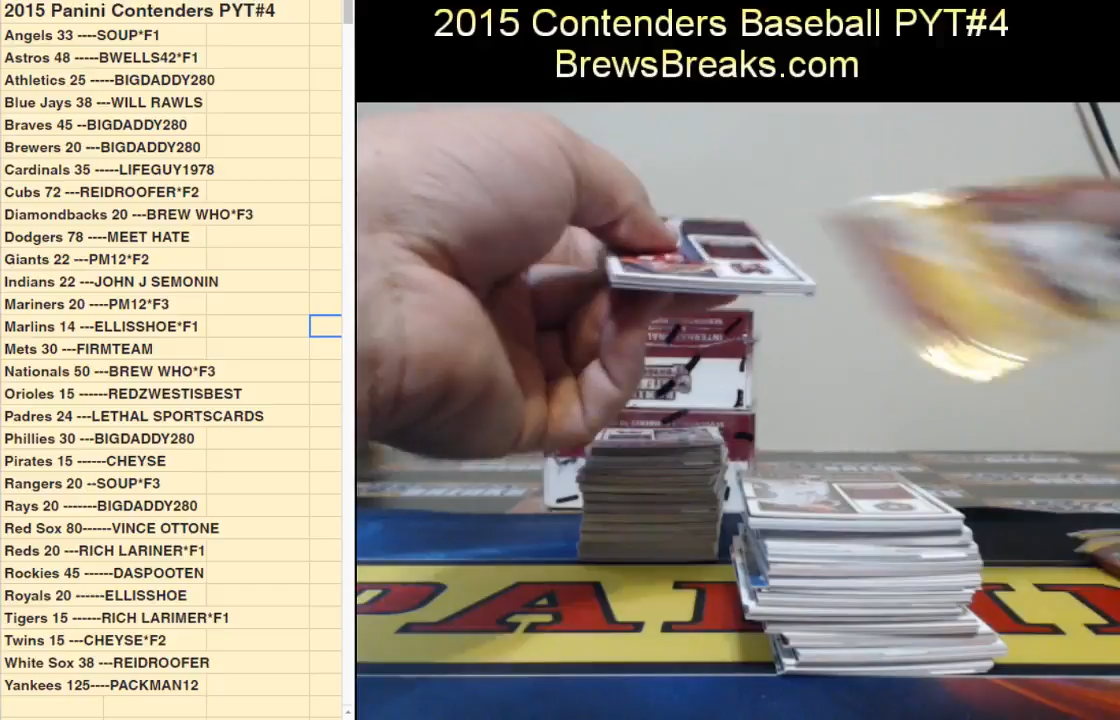 2015 Panini Contenders PYT#4
Angels 33 ----SOUP*F1
Astros 48 -----BWELLS42*F1
Athletics 25 -----BIGDADDY280
Blue Jays 38 ---WILL RAWLS
Braves 45 --BIGDADDY280
Brewers 20 ---BIGDADDY280
Cardinals 35 -----LIFEGUY1978
Cubs 72 ---REIDROOFER*F2
Diamondbacks 20 ---BREW WHO*F3
Dodgers 78 ----MEET HATE
Giants 22 ---PM12*F2
Indians 22 ---JOHN J SEMONIN
Mariners 20 ----PM12*F3
Marlins 14 ---ELLISSHOE*F1
Mets 30 ---FIRMTEAM
Nationals 50 ---BREW WHO*F3
Orioles 15 ------REDZWESTISBEST
Padres 24 ---LETHAL SPORTSCARDS
Phillies 30 ---BIGDADDY280
Pirates 15 ------CHEYSE
Rangers 20 --SOUP*F3
Rays 20 -------BIGDADDY280
Red Sox 80------VINCE OTTONE
Reds 20 ---RICH LARINER*F1
Rockies 45 ------DASPOOTEN
Royals 20 -----ELLISSHOE
Tigers 15 ------RICH LARIMER*F1
Twins 15 ---CHEYSE*F2
White Sox 38 ---REIDROOFER
Yankees 125----PACKMAN12
2015 Contenders Baseball PYT#4
BrewsBreaks.com
PANINI